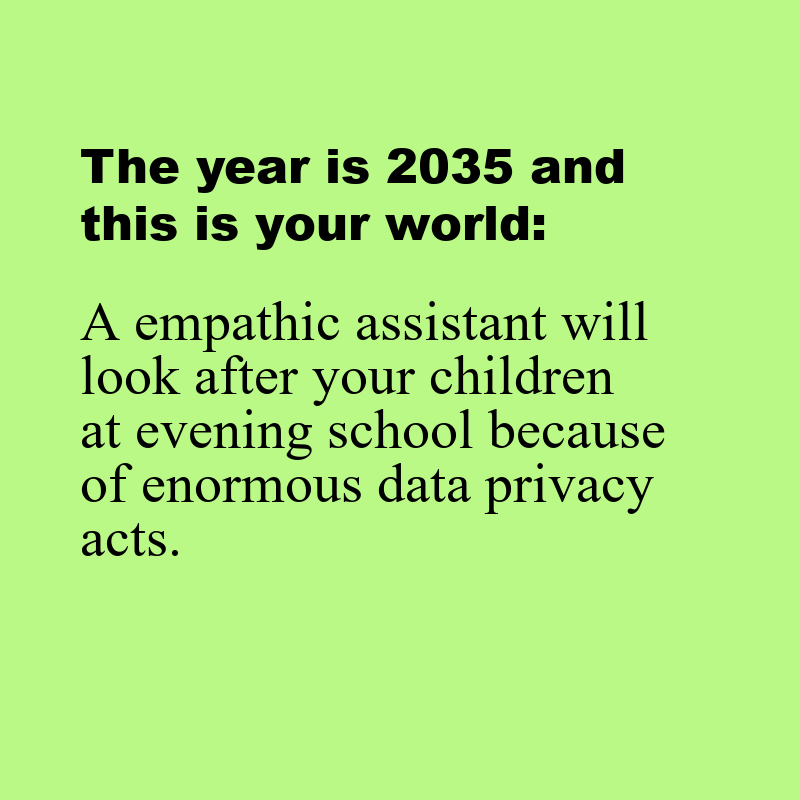 The year is 2035 and
this is your world:
A empathic assistant will
look after your children
at evening school because
of enormous data privacy
acts.